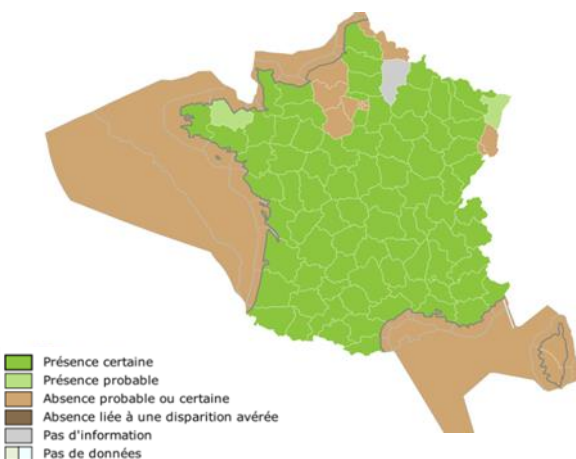 Présence certaine
Présence probable
Absence probable ou certaine
Absence liée à une disparition avérée
Pas d'information
Pas de données